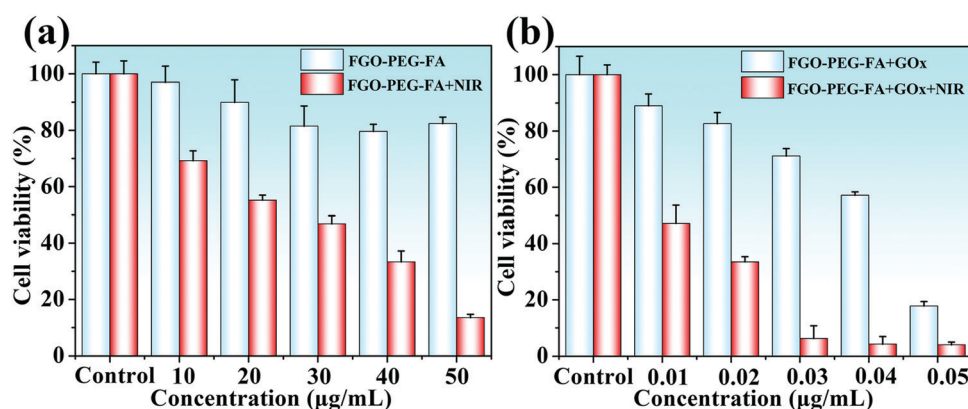 (a)
FGO-PEG-FA
FGO-PEG-FA+NIR
Cell viability (%)
100
80
60
40
20
0
Control 10 20 30 40 50
Concentration (μg/mL)
(b)
FGO-PEG-FA+GOx
FGO-PEG-FA+GOx+NIR
Cell viability (%)
100
80
60
40
20
0
Control 0.01 0.02 0.03 0.04 0.05
Concentration (μg/mL)